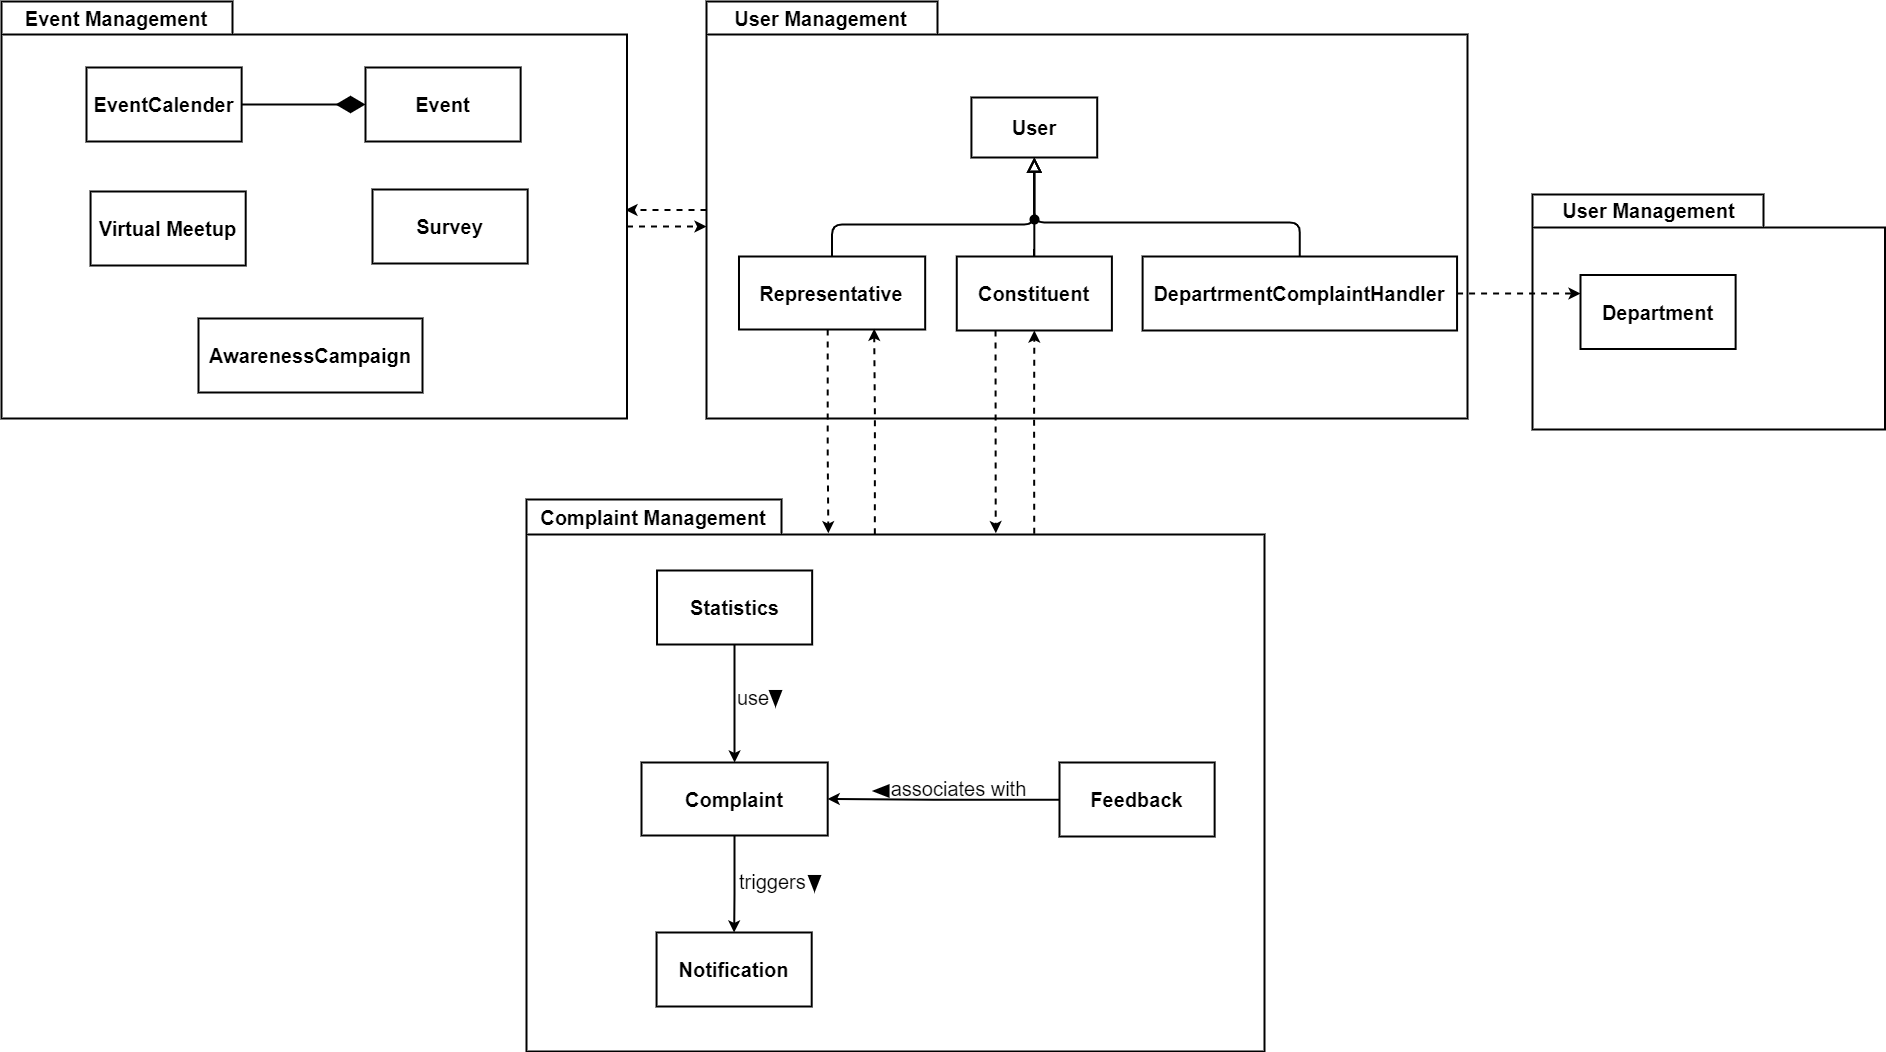 Event Management
EventCalender
Event
Virtual Meetup
Survey
AwarenessCampaign
User Management
User
Representative
Constituent
DepartrmentComplaintHandler
User Management
Department
Complaint Management
Statistics
use
Complaint
associates with
Feedback
triggers
Notification